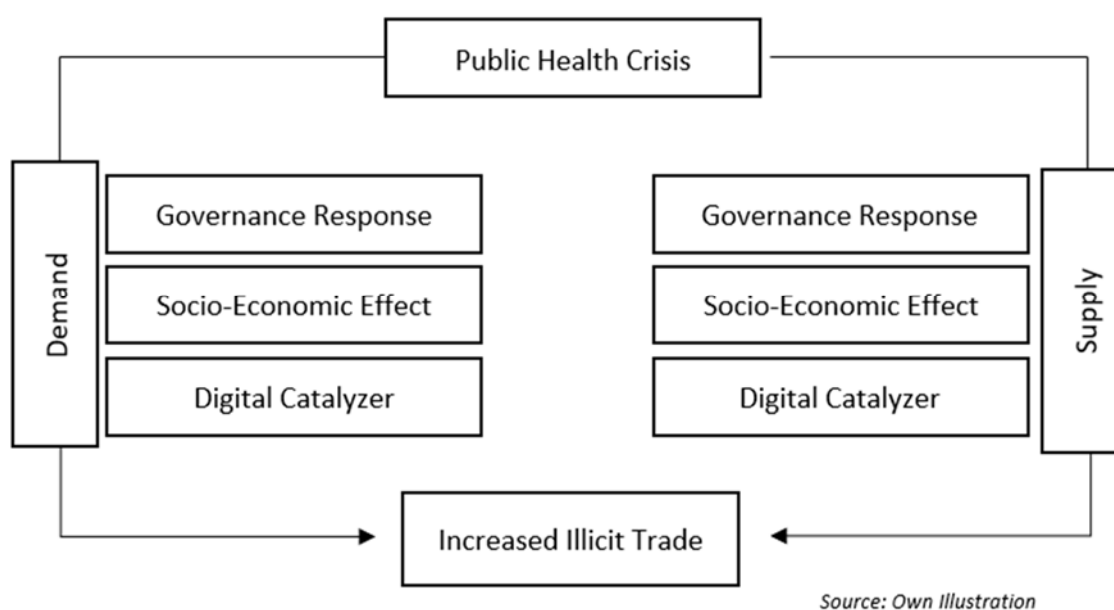 Public Health Crisis
Demand
Governance Response
Socio-Economic Effect
Digital Catalyzer
Governance Response
Socio-Economic Effect
Digital Catalyzer
Supply
Increased Illicit Trade
Source: Own Illustration